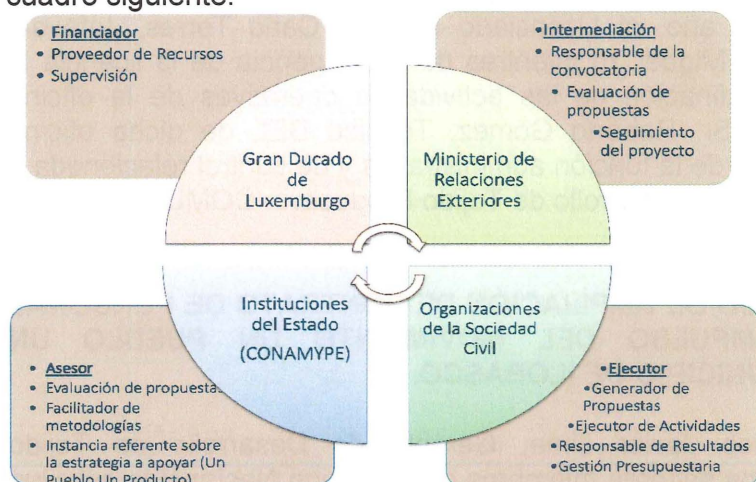 cuadro siguiente:
• Financiador
• Proveedor de Recursos
• Supervisión
•Intermediación
• Responsable de la
convocatoria
• Evaluación de
propuestas
•Seguimiento
del proyecto
Gran Ducado
de
Luxemburgo
Ministerio de
Relaciones
Exteriores
Instituciones
del Estado
(CONAMYPE)
Organizaciones
de la Sociedad
Civil
• Asesor
• Evaluación de propuestas
• Facilitador de
metodologías
• Instancia referente sobre
la estrategia a apoyar (Un
Pueblo Un Producto)
•Ejecutor
•Generador de
Propuestas
•Ejecutor de Actividades
•Responsable de Resultados
•Gestión Presupuestaria